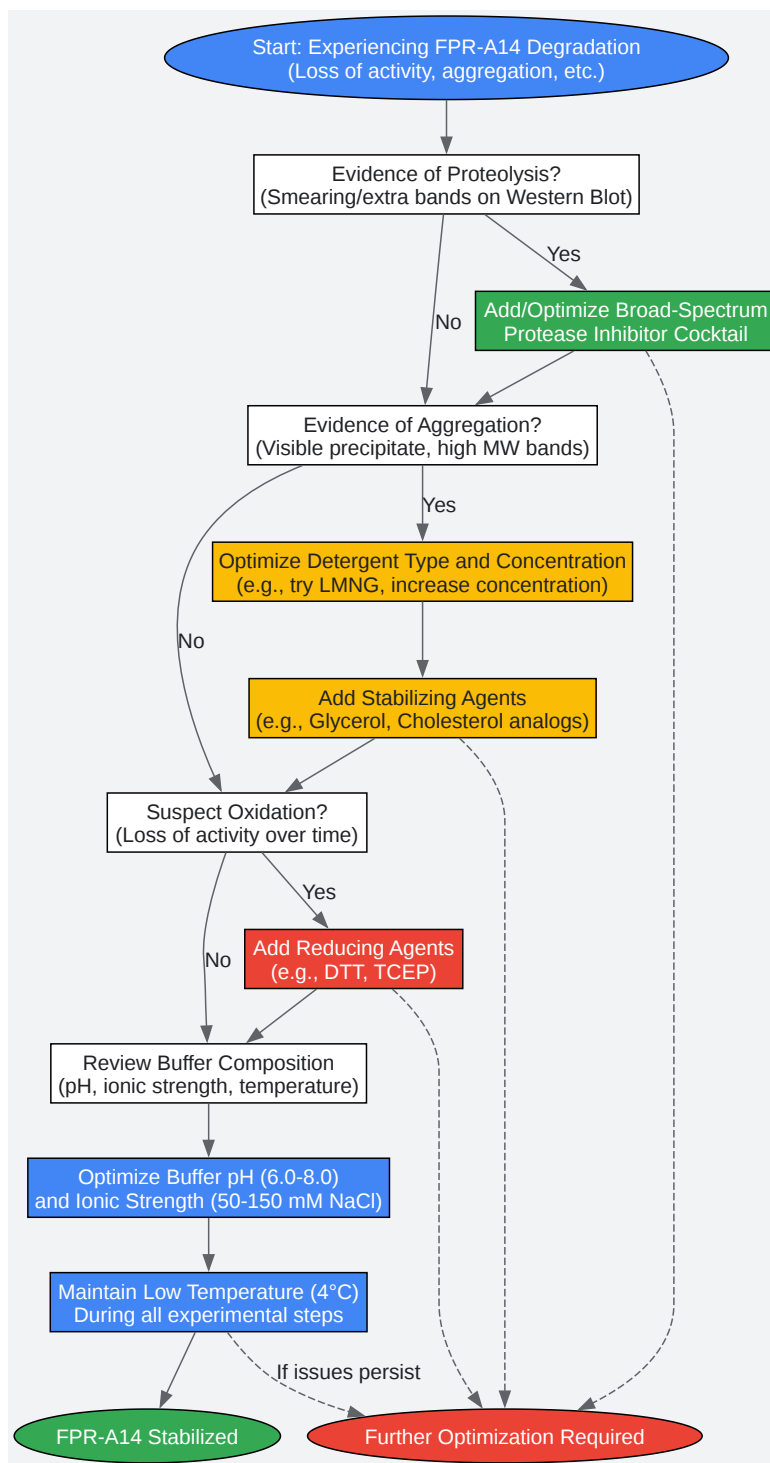 Start: Experiencing FPR-A14 Degradation
(Loss of activity, aggregation, etc.)
Evidence of Proteolysis?
(Smearing/extra bands on Western Blot)
Yes
Add/Optimize Broad-Spectrum
Protease Inhibitor Cocktail
No
Evidence of Aggregation?
(Visible precipitate, high MW bands)
Yes
Optimize Detergent Type and Concentration
(e.g., try LMNG, increase concentration)
No
Add Stabilizing Agents
(e.g., Glycerol, Cholesterol analogs)
Suspect Oxidation?
(Loss of activity over time)
Yes
Add Reducing Agents
(e.g., DTT, TCEP)
No
Review Buffer Composition
(pH, ionic strength, temperature)
Optimize Buffer pH (6.0-8.0)
and Ionic Strength (50-150 mM NaCl)
Maintain Low Temperature (4°C)
During all experimental steps
If issues persist
FPR-A14 Stabilized
Further Optimization Required